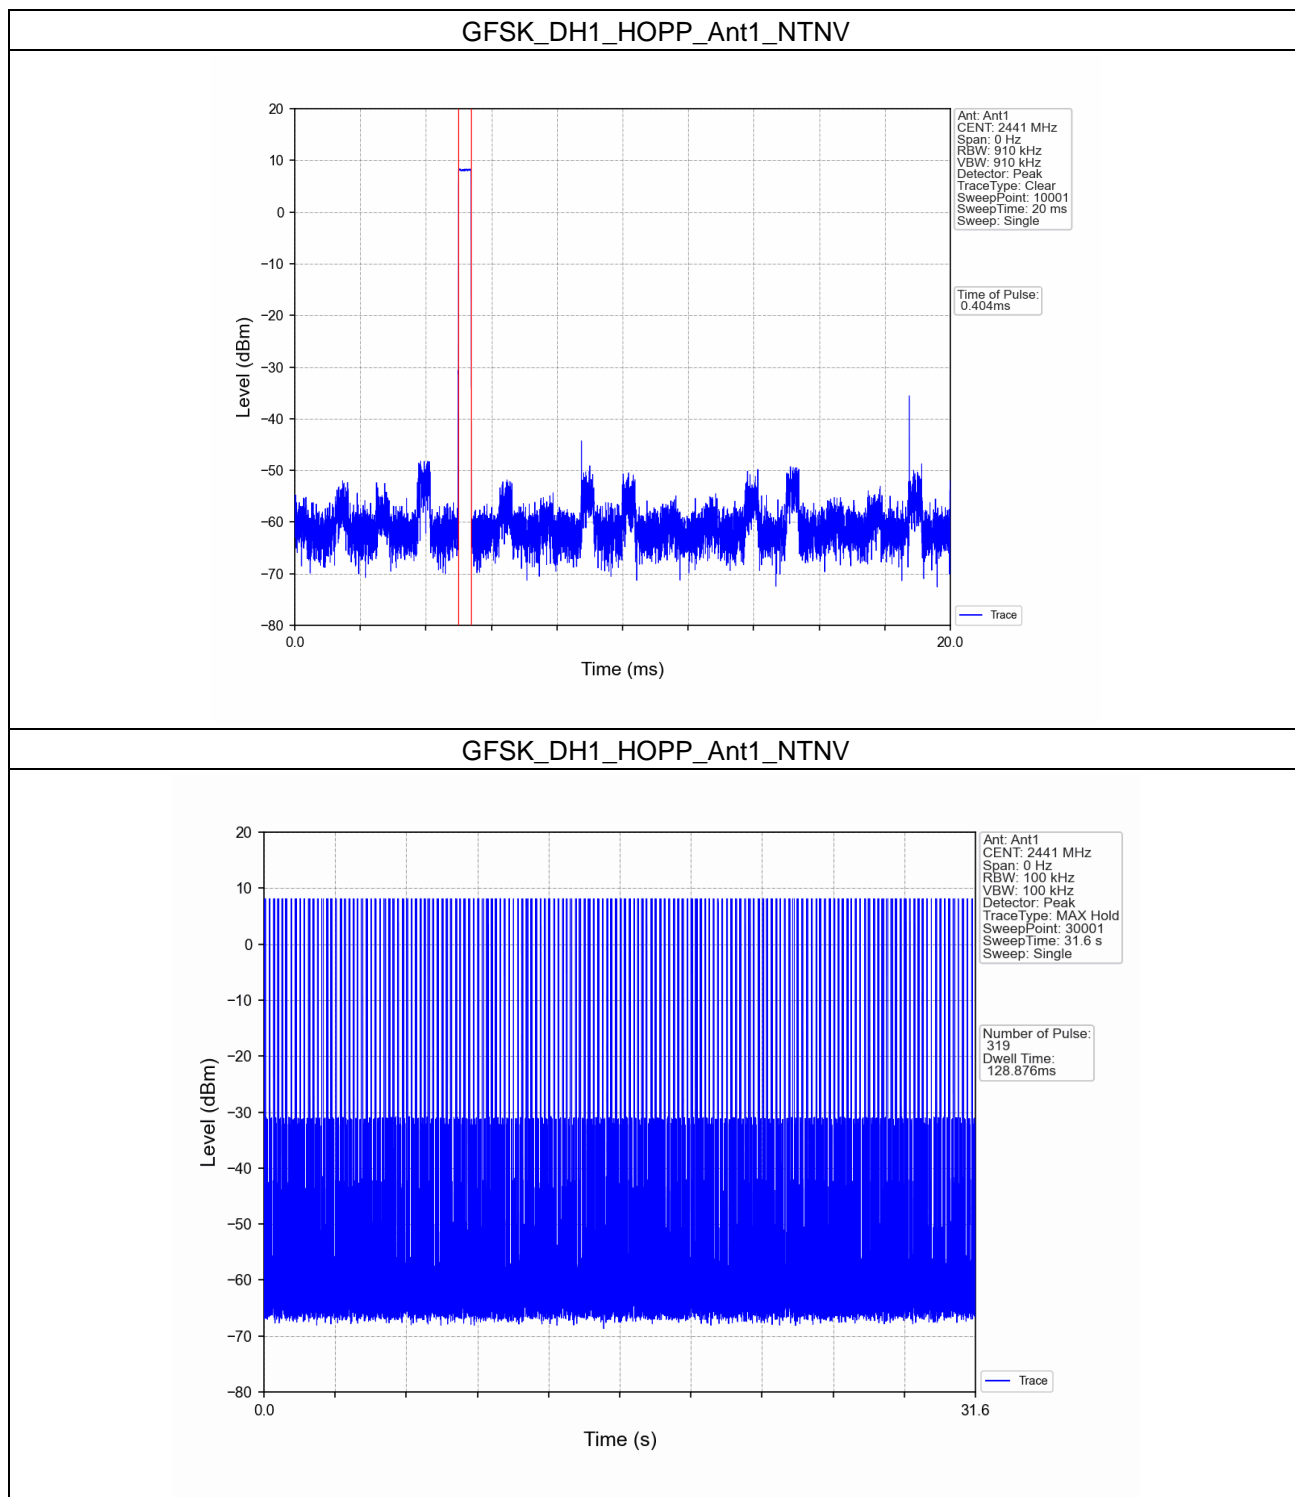 GFSK_DH1_HOPP_Ant1_NTNV
20
10
0
−10
−20
−30
−40
−50
−60
−70
−80
Level (dBm)
0.0
20.0
Time (ms)
Ant: Ant1
CENT: 2441 MHz
Span: 0 Hz
RBW: 910 kHz
VBW: 910 kHz
Detector: Peak
TraceType: Clear
SweepPoint: 10001
SweepTime: 20 ms
Sweep: Single
Time of Pulse:
0.404ms
Trace
GFSK_DH1_HOPP_Ant1_NTNV
20
10
0
−10
−20
−30
−40
−50
−60
−70
−80
Level (dBm)
0.0
31.6
Time (s)
Ant: Ant1
CENT: 2441 MHz
Span: 0 Hz
RBW: 100 kHz
VBW: 100 kHz
Detector: Peak
TraceType: MAX Hold
SweepPoint: 30001
SweepTime: 31.6 s
Sweep: Single
Number of Pulse:
319
Dwell Time:
128.876ms
Trace